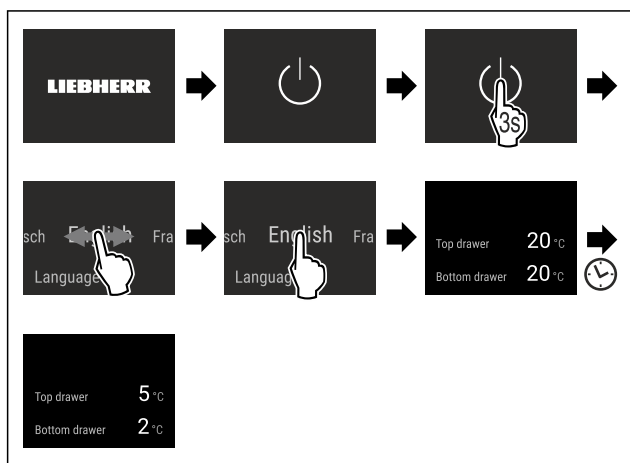 LIEBHERR
3s
sch English Fra
Language
sch English Fra
Languag
Top drawer 20 °C
Bottom drawer 20 °C
Top drawer 5 °C
Bottom drawer 2 °C